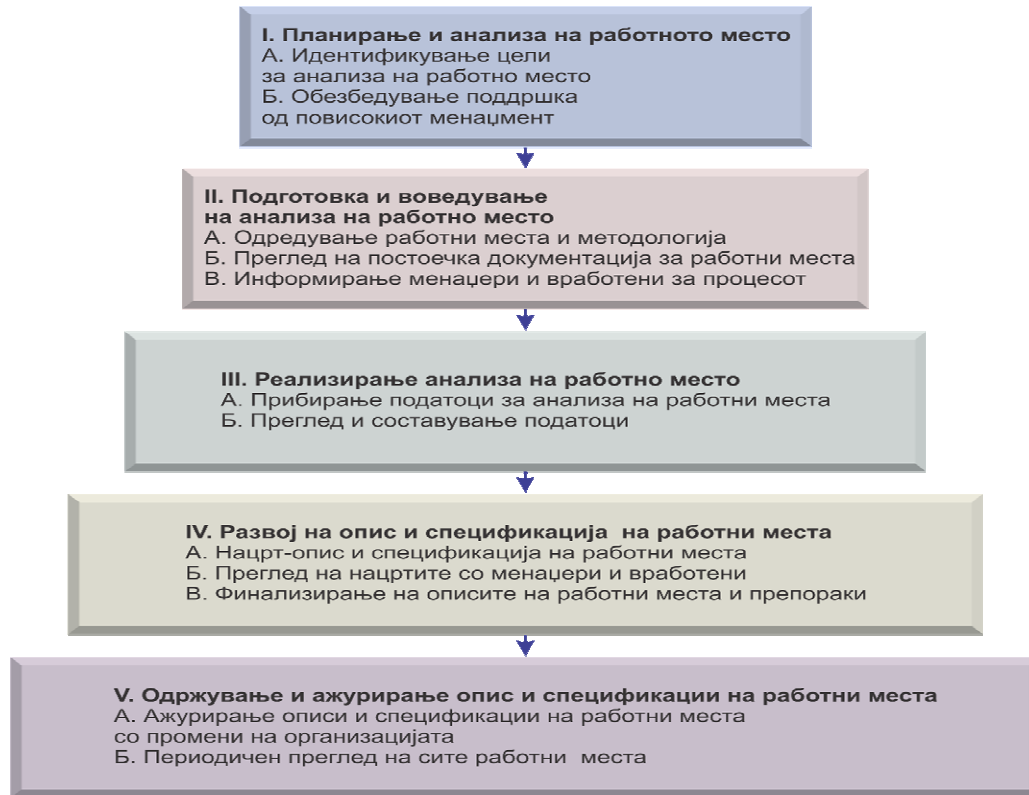 I. Планирање и анализа на работното место
А. Идентификување цели
за анализа на работно место
Б. Обезбедување поддршка
од повисокиот менаџмент
II. Подготовка и воведување
на анализа на работно место
А. Одредување работни места и методологија
Б. Преглед на постоечка документација за работни места
В. Информирање менаџери и вработени за процесот
III. Реализирање анализа на работно место
А. Прибирање податоци за анализа на работни места
Б. Преглед и составување податоци
IV. Развој на опис и спецификација на работни места
А. Нацрт-опис и спецификација на работни места
Б. Преглед на нацртите со менаџери и вработени
В. Финализирање на описите на работни места и препораки
V. Одржување и ажурирање опис и спецификации на работни места
А. Ажурирање описи и спецификации на работни места
со промени на организацијата
Б. Периодичен преглед на сите работни места